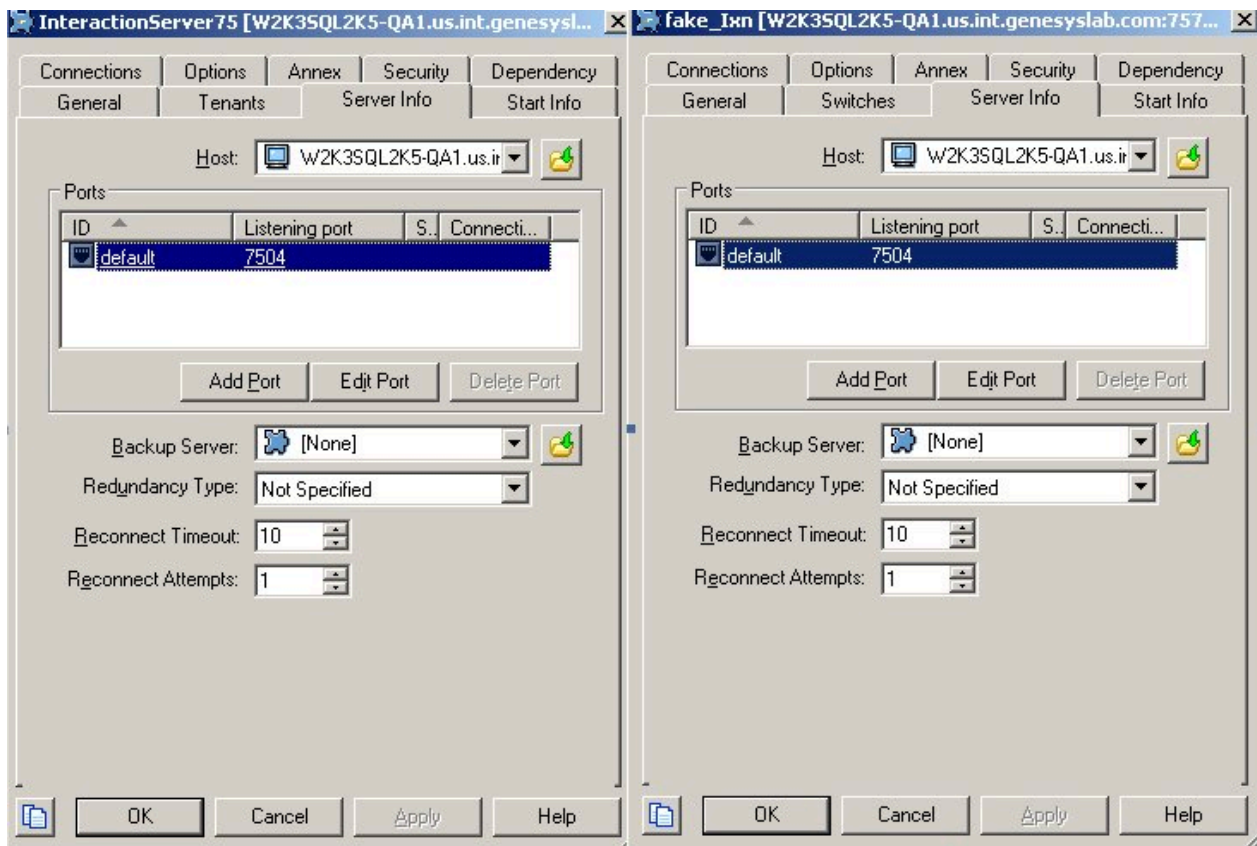 InteractionServer75 [W2K3SQL2K5-QA1.us.int.genesysl...
Connections Options Annex Security Dependency
General Tenants Server Info Start Info
Host: W2K3SQL2K5-QA1.us.ir
Ports
ID Listening port S.. Connecti...
default 7504
Add Port Edit Port Delete Port
Backup Server: [None]
Redundancy Type: Not Specified
Reconnect Timeout: 10
Reconnect Attempts: 1
OK Cancel Apply Help
fake_Ixn [W2K3SQL2K5-QA1.us.int.genesyslab.com:757...
Connections Options Annex Security Dependency
General Switches Server Info Start Info
Host: W2K3SQL2K5-QA1.us.ir
Ports
ID Listening port S.. Connecti...
default 7504
Add Port Edit Port Delete Port
Backup Server: [None]
Redundancy Type: Not Specified
Reconnect Timeout: 10
Reconnect Attempts: 1
OK Cancel Apply Help